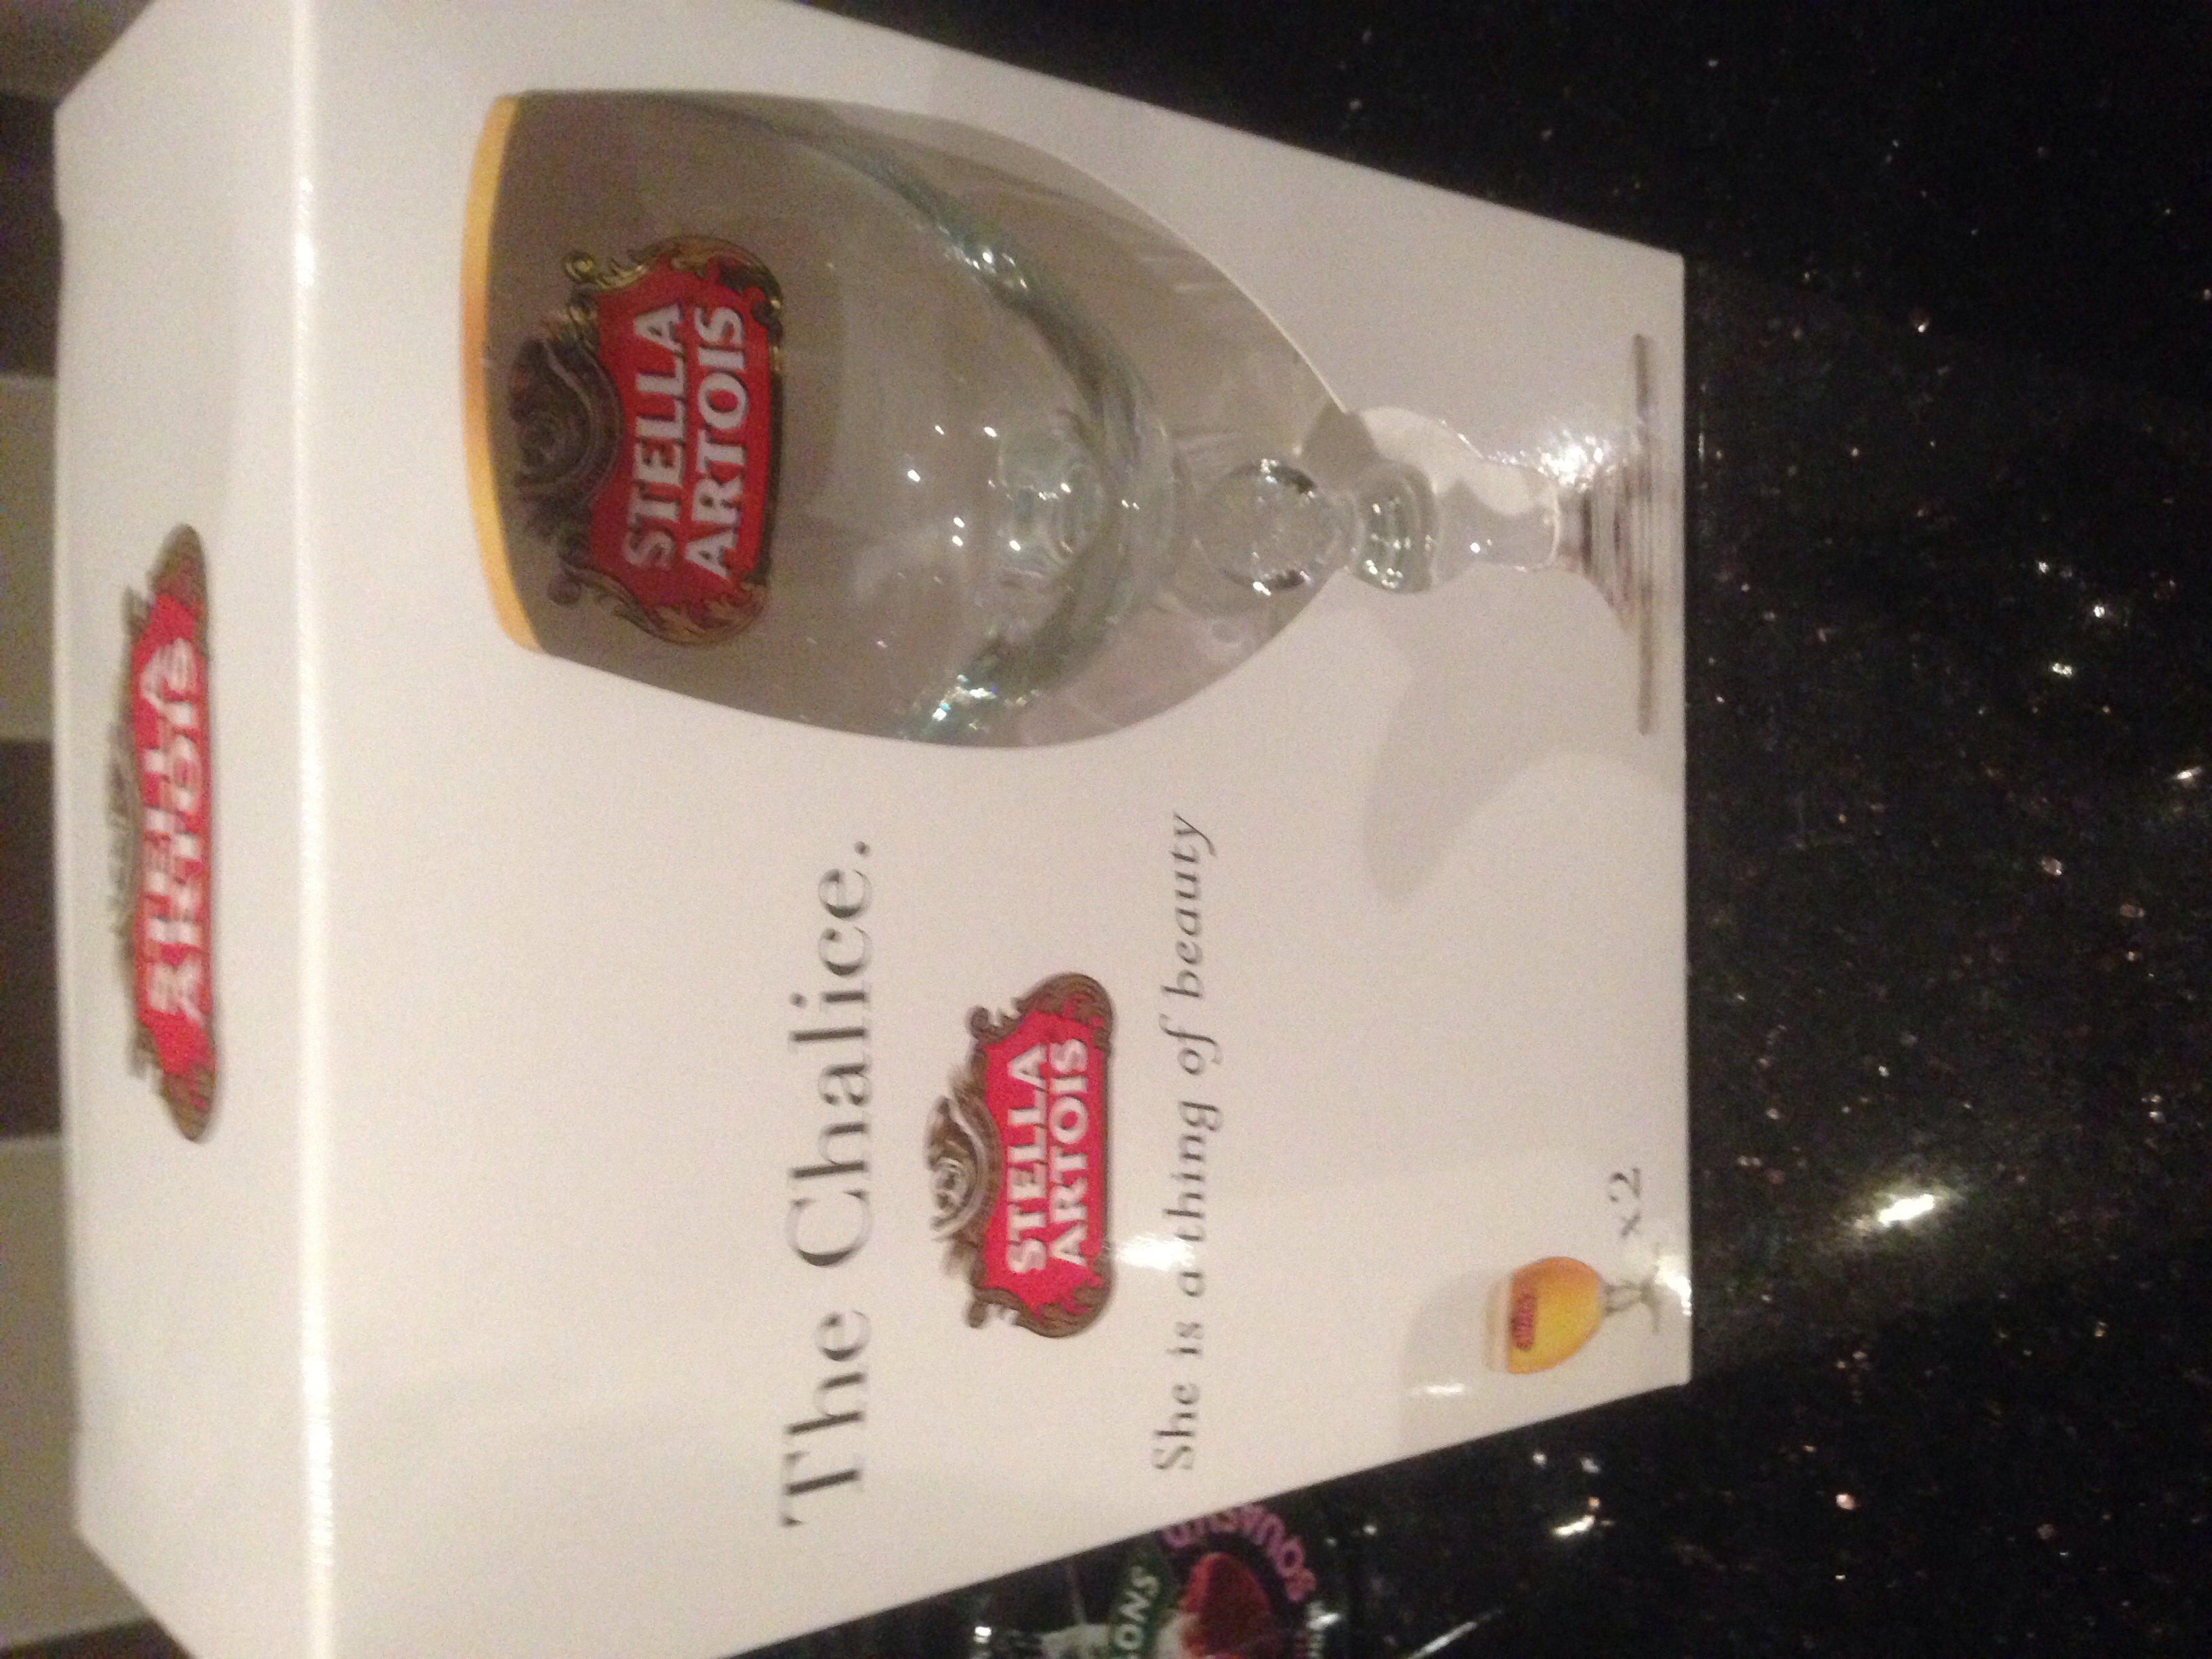 STELLA
ARTOIS
STELLA
ARTOIS
The Chalice.
STELLA
ARTOIS
She is a thing of beauty
x2